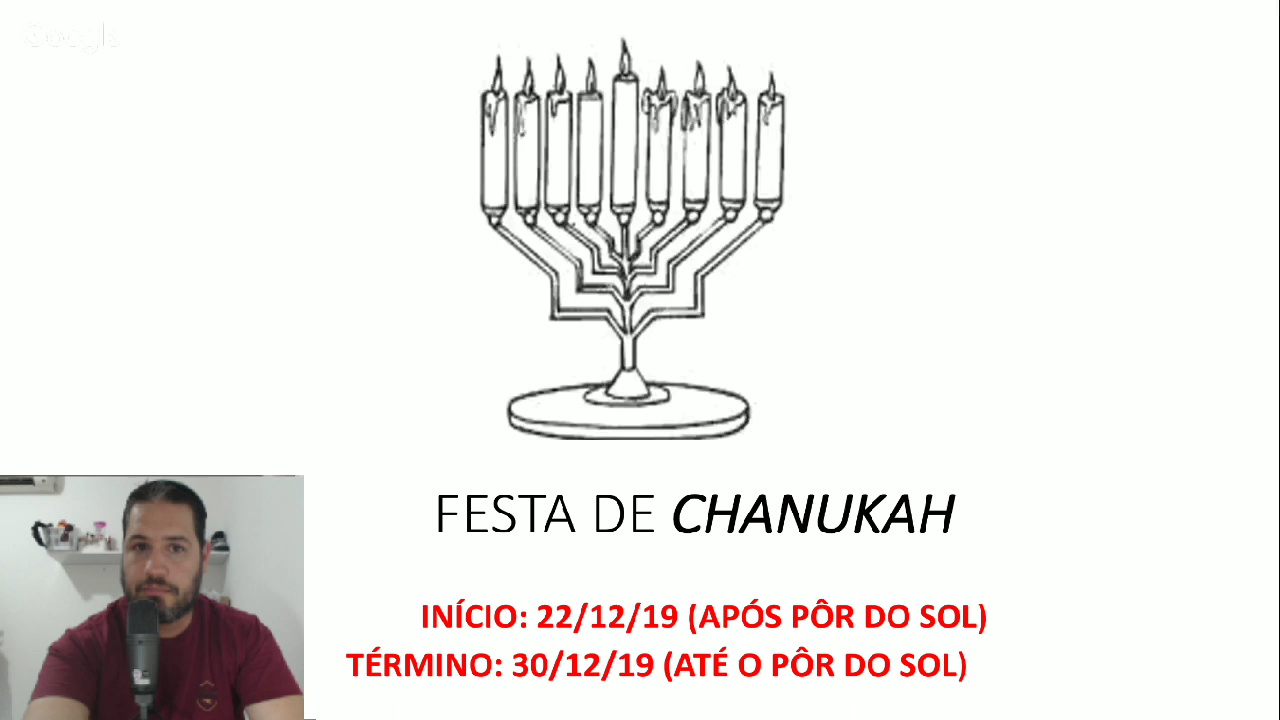 FESTA DE CHANUKAH
INÍCIO: 22/12/19 (APÓS PÔR DO SOL)
TÉRMINO: 30/12/19 (ATÉ O PÔR DO SOL)